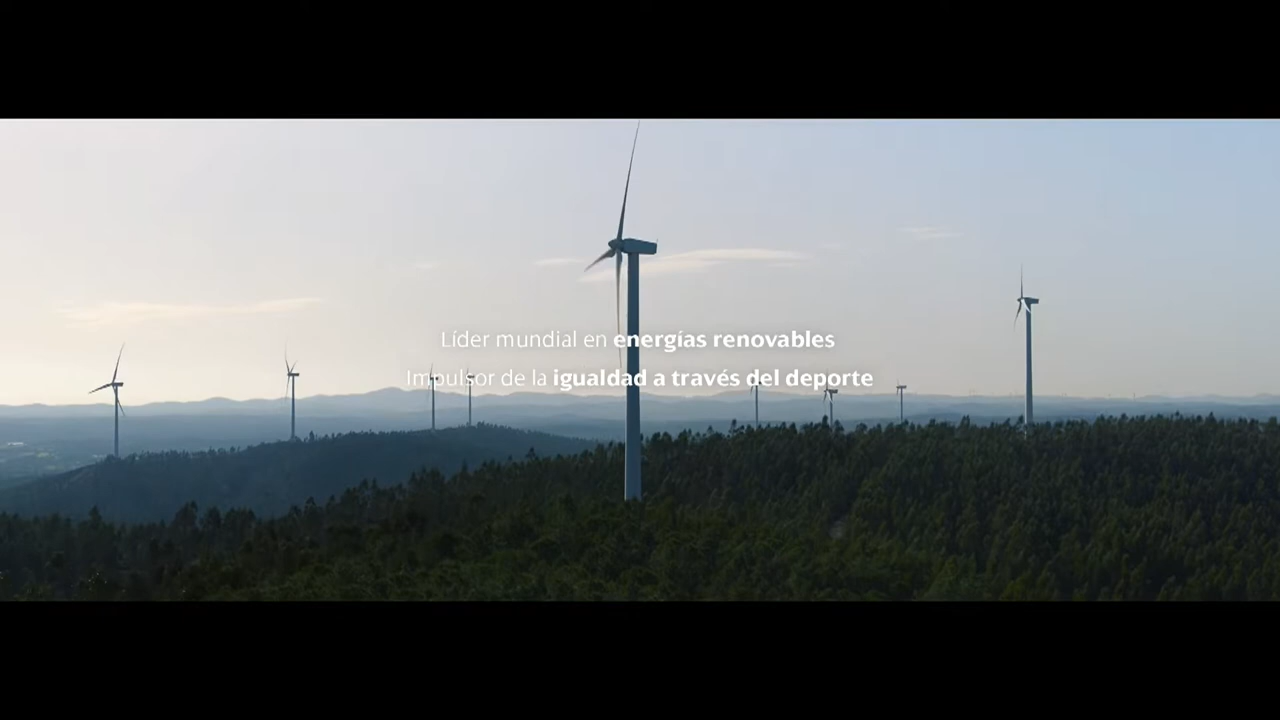 Líder mundial en energías renovables
Impulsor de la igualdad a través del deporte